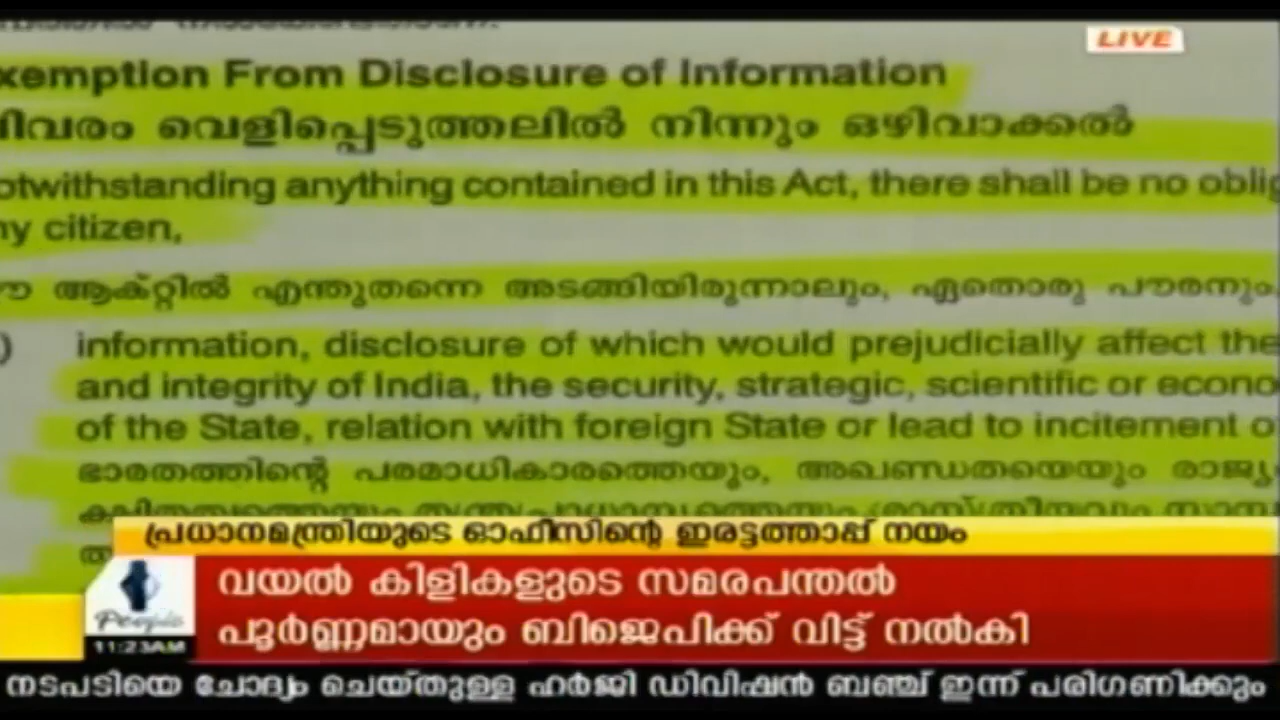 LIVE
xemption From Disclosure of Information
വെളിപ്പെടുത്തലിൽ നിന്നും ഒഴിവാക്കൽ
otwithstanding anything contained in this Act, there shall be no oblig
ny citizen,
ഈ ആക്റ്റിൽ എന്തുതന്നെ അടങ്ങിയിരുന്നാലും, ഏതൊരു പൗരനും,
) information, disclosure of which would prejudicially affect the
and integrity of India, the security, strategic, scientific or econo
of the State, relation with foreign State or lead to incitement o
ഭാരതത്തിന്റെ പരമാധികാരത്തെയും, അഖണ്ഡതയെയും രാജ്യ
പ്രധാനമന്ത്രിയുടെ ഓഫീസിന്റെ ഇരട്ടത്താപ്പ് നയം
വയൽ കിളികളുടെ സമരപന്തൽ
പൂർണ്ണമായും ബിജെപിക്ക് വിട്ട് നൽകി
People
11:23AM
നടപടിയെ ചോദ്യം ചെയ്തുള്ള ഹർജി ഡിവിഷൻ ബഞ്ച് ഇന്ന് പരിഗണിക്കും